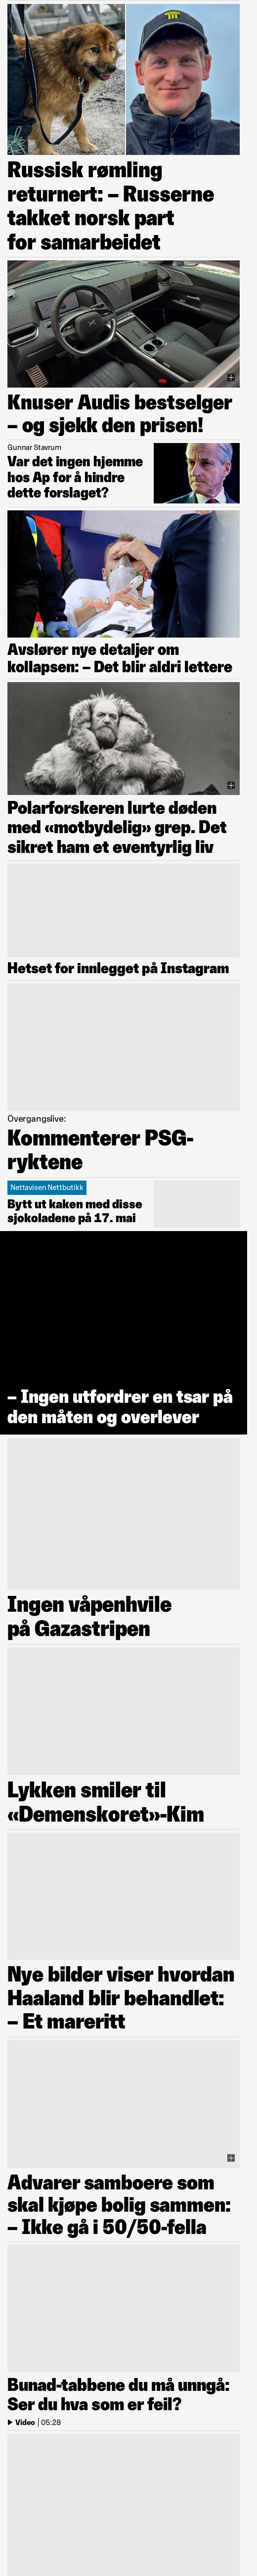 Russisk rømling
returnert: – Russerne
takket norsk part
for samarbeidet
Knuser Audis bestselger
– og sjekk den prisen!
Gunnar Stavrum
Var det ingen hjemme
hos Ap for å hindre
dette forslaget?
Avslører nye detaljer om
kollapsen: – Det blir aldri lettere
Polarforskeren lurte døden
med «motbydelig» grep. Det
sikret ham et eventyrlig liv
Hetset for innlegget på Instagram
Overgangslive:
Kommenterer PSG-
ryktene
Nettavisen Nettbutikk
Bytt ut kaken med disse
sjokoladene på 17. mai
– Ingen utfordrer en tsar på
den måten og overlever
Ingen våpenhvile
på Gazastripen
Lykken smiler til
«Demenskoret»-Kim
Nye bilder viser hvordan
Haaland blir behandlet:
– Et mareritt
Advarer samboere som
skal kjøpe bolig sammen:
– Ikke gå i 50/50-fella
Bunad-tabbene du må unngå:
Ser du hva som er feil?
Video | 05:28